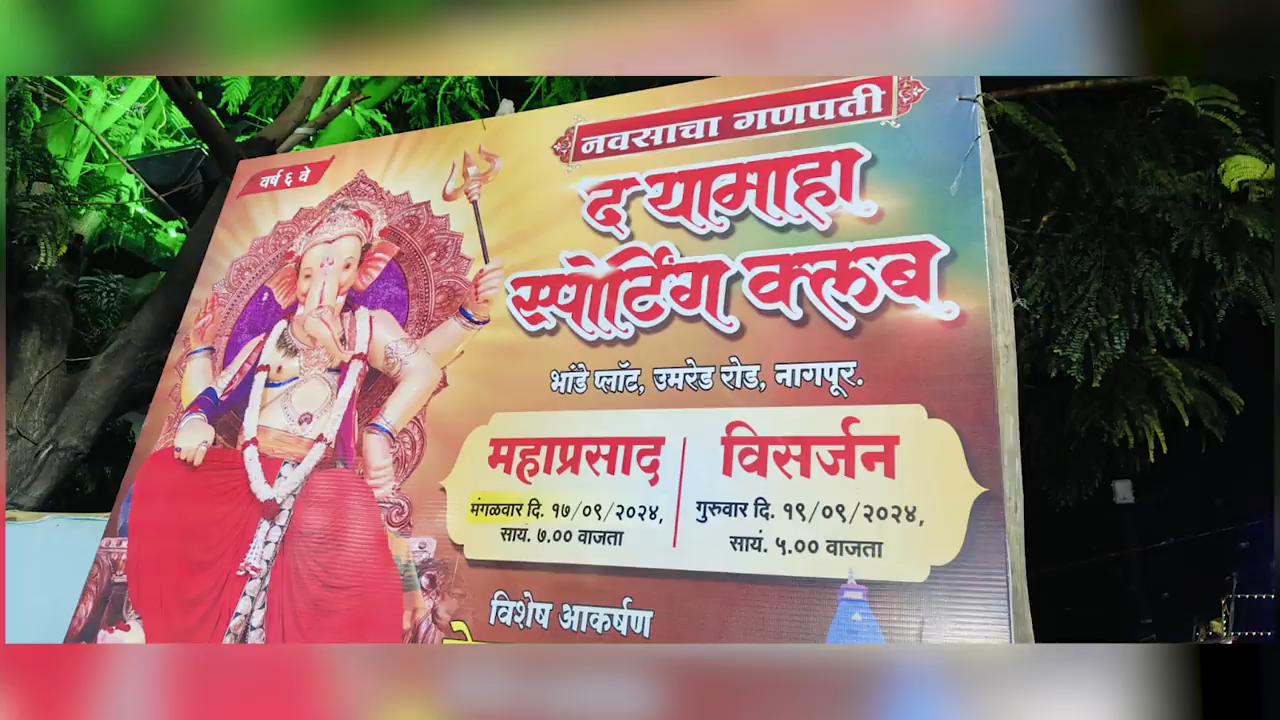 वर्ष ६ वे
नवसाचा गणपती
द यामाहा
स्पोर्टिंग क्लब
भांडे प्लॉट, उमरेड रोड, नागपूर.
महाप्रसाद
मंगळवार दि. १७/०९/२०२४,
सायं. ७.०० वाजता
विसर्जन
गुरुवार दि. १९/०९/२०२४,
सायं. ५.०० वाजता
विशेष आकर्षण